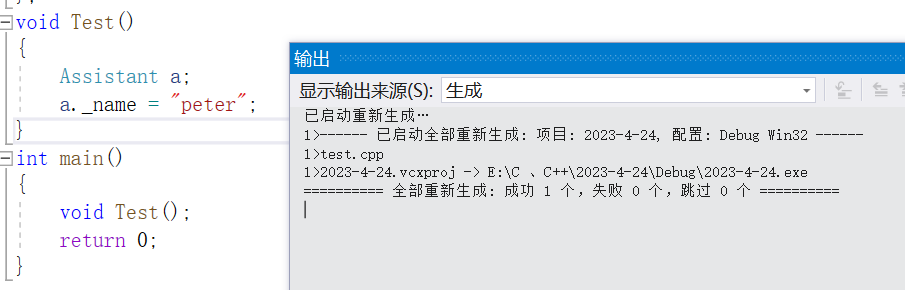 void Test()
{
Assistant a;
a._name = "peter";
}
int main()
{
void Test();
return 0;
}
输出
显示输出来源(S): 生成
已启动重新生成…
1>------ 已启动全部重新生成: 项目: 2023-4-24, 配置: Debug Win32 ------
1>test.cpp
1>2023-4-24.vcxproj -> E:\C 、C++\2023-4-24\Debug\2023-4-24.exe
========== 全部重新生成: 成功 1 个，失败 0 个，跳过 0 个 ==========